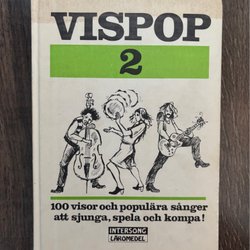 VISPOP
2
100 visor och populära sånger
att sjunga, spela och kompa!
INTERSONG
LÄROMEDEL